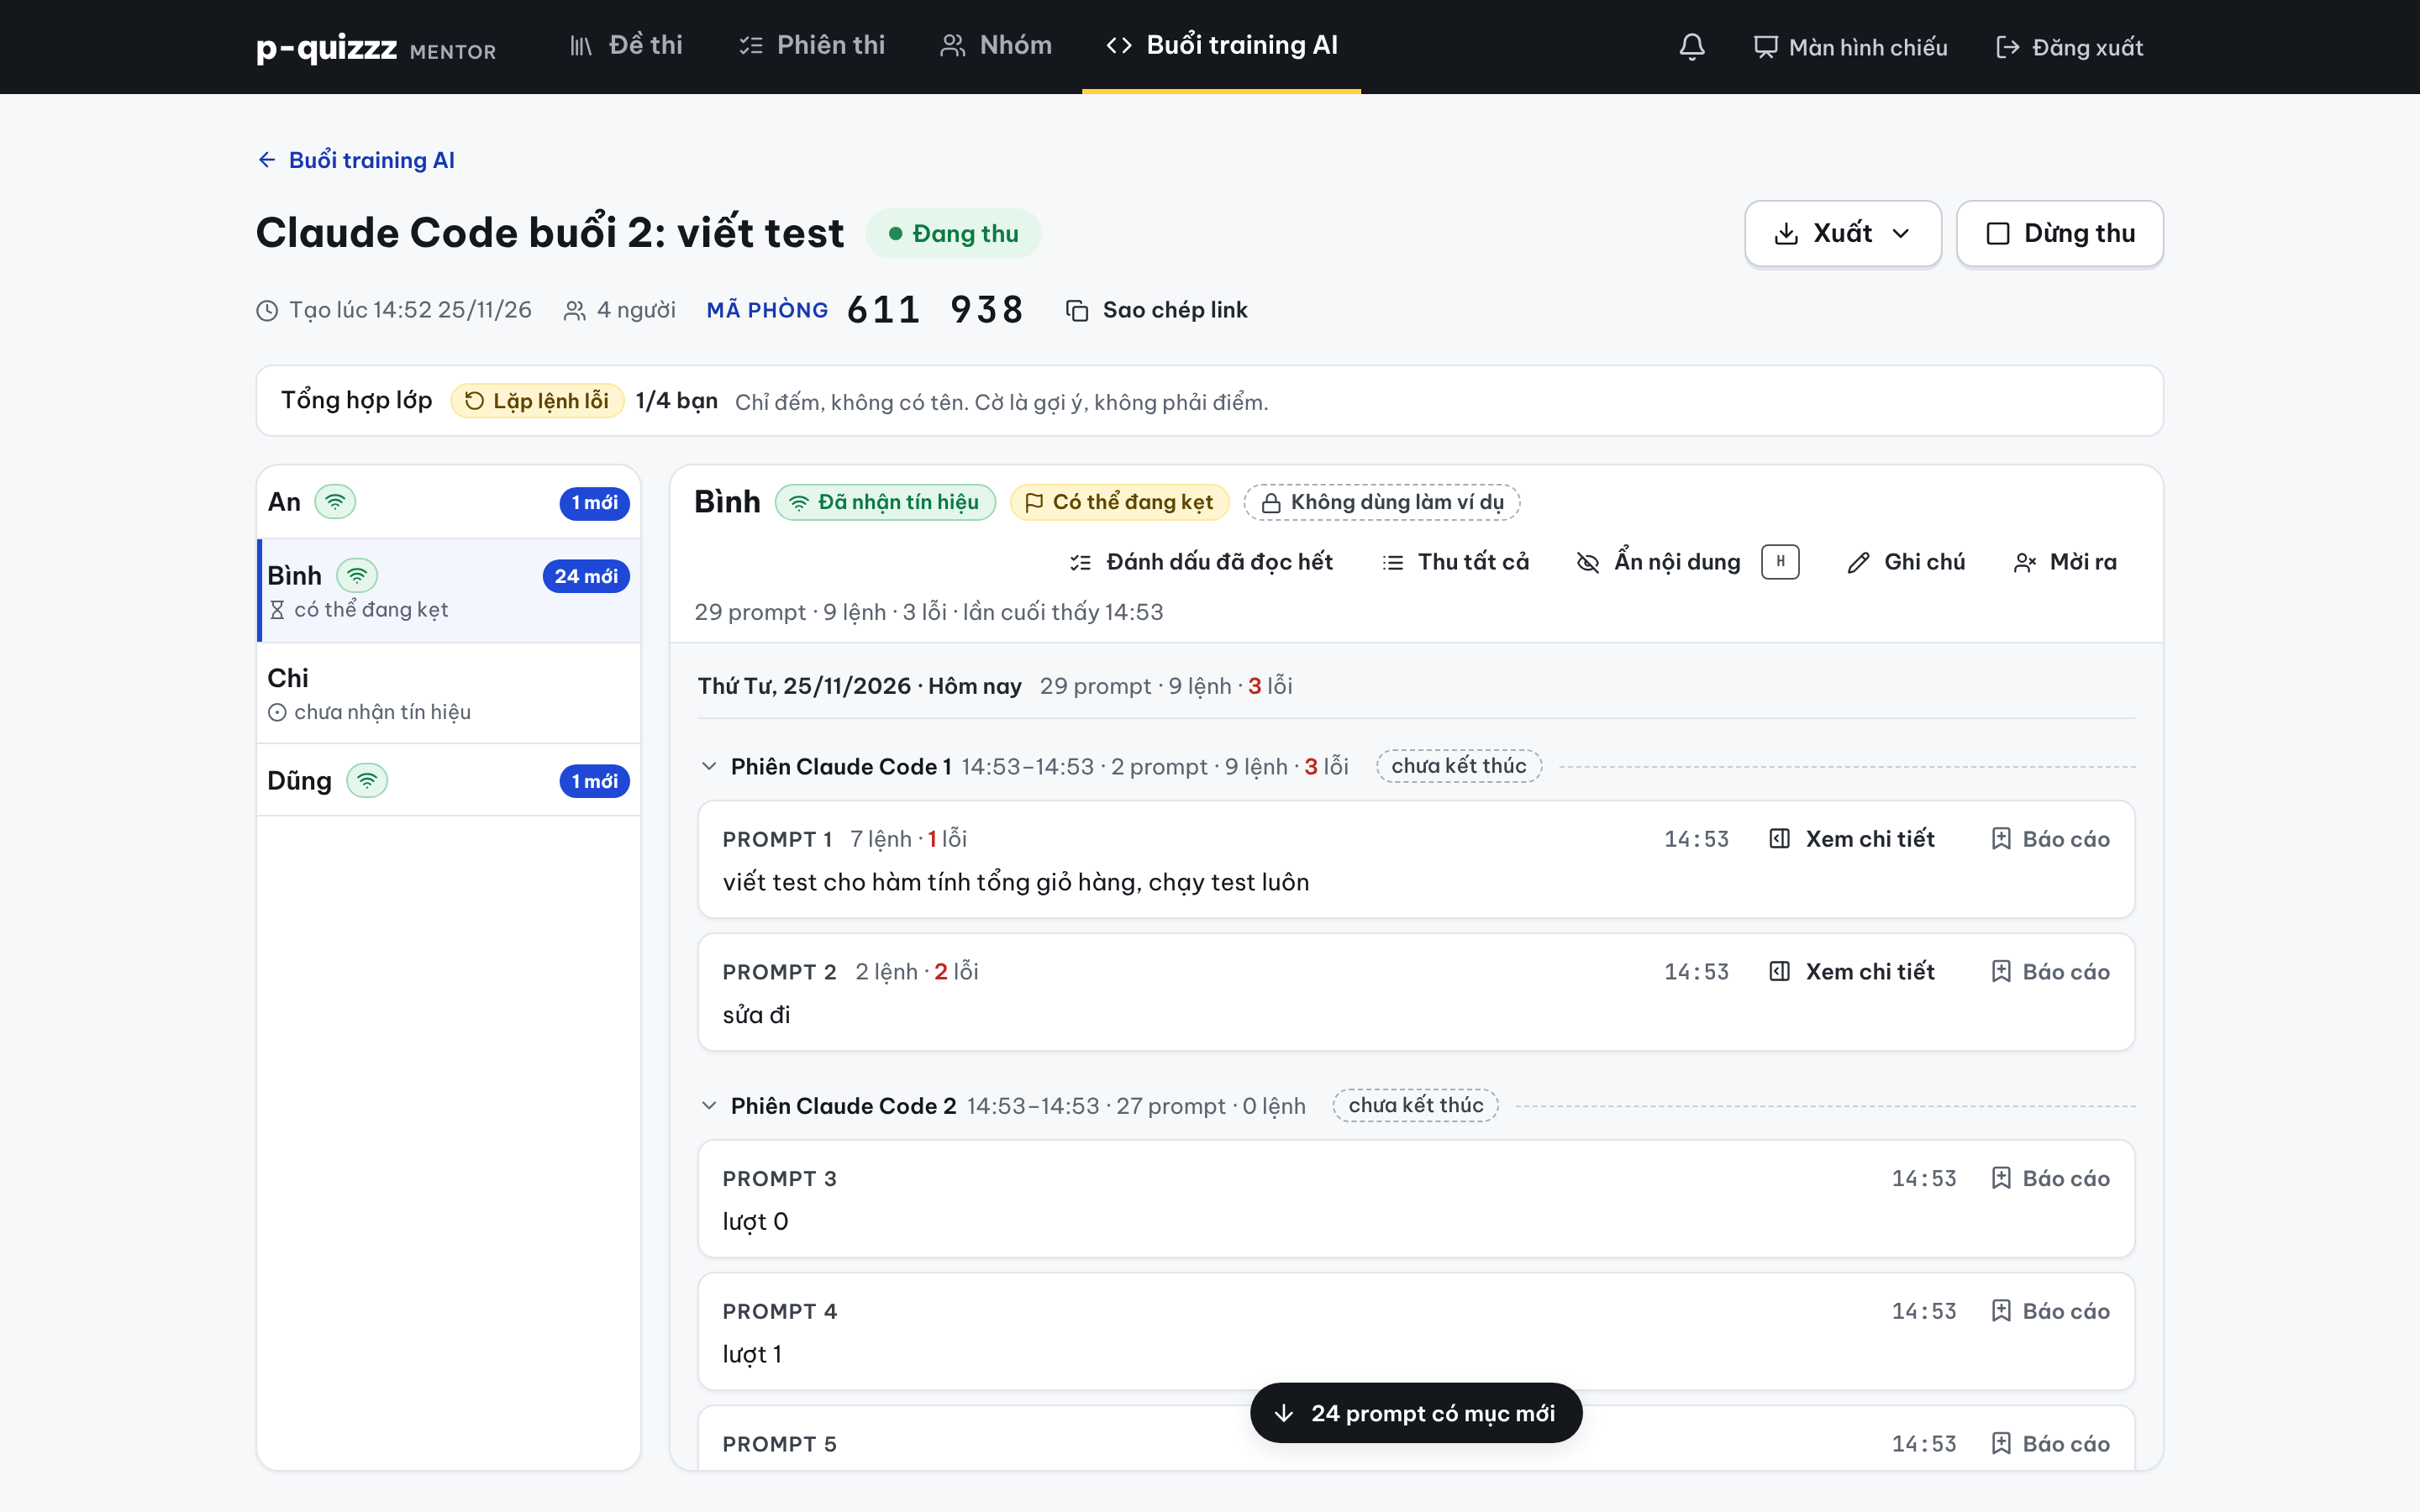 p-quizzz MENTOR Đề thi Phiên thi Nhóm Buổi training AI Màn hình chiếu Đăng xuất
Buổi training AI
Claude Code buổi 2: viết test Đang thu Xuất Dừng thu
Tạo lúc 14:52 25/11/26 4 người MÃ PHÒNG 611 938 Sao chép link
Tổng hợp lớp Lặp lệnh lỗi 1/4 bạn Chỉ đếm, không có tên. Cờ là gợi ý, không phải điểm.
An 1 mới
Bình 24 mới
có thể đang kẹt
Chi
chưa nhận tín hiệu
Dũng 1 mới
Bình Đã nhận tín hiệu Có thể đang kẹt Không dùng làm ví dụ
Đánh dấu đã đọc hết Thu tất cả Ẩn nội dung H Ghi chú Mời ra
29 prompt · 9 lệnh · 3 lỗi · lần cuối thấy 14:53
Thứ Tư, 25/11/2026 · Hôm nay 29 prompt · 9 lệnh · 3 lỗi
Phiên Claude Code 1 14:53–14:53 · 2 prompt · 9 lệnh · 3 lỗi chưa kết thúc
PROMPT 1 7 lệnh · 1 lỗi 14:53 Xem chi tiết Báo cáo
viết test cho hàm tính tổng giỏ hàng, chạy test luôn
PROMPT 2 2 lệnh · 2 lỗi 14:53 Xem chi tiết Báo cáo
sửa đi
Phiên Claude Code 2 14:53–14:53 · 27 prompt · 0 lệnh chưa kết thúc
PROMPT 3 14:53 Báo cáo
lượt 0
PROMPT 4 14:53 Báo cáo
lượt 1
24 prompt có mục mới
PROMPT 5 14:53 Báo cáo